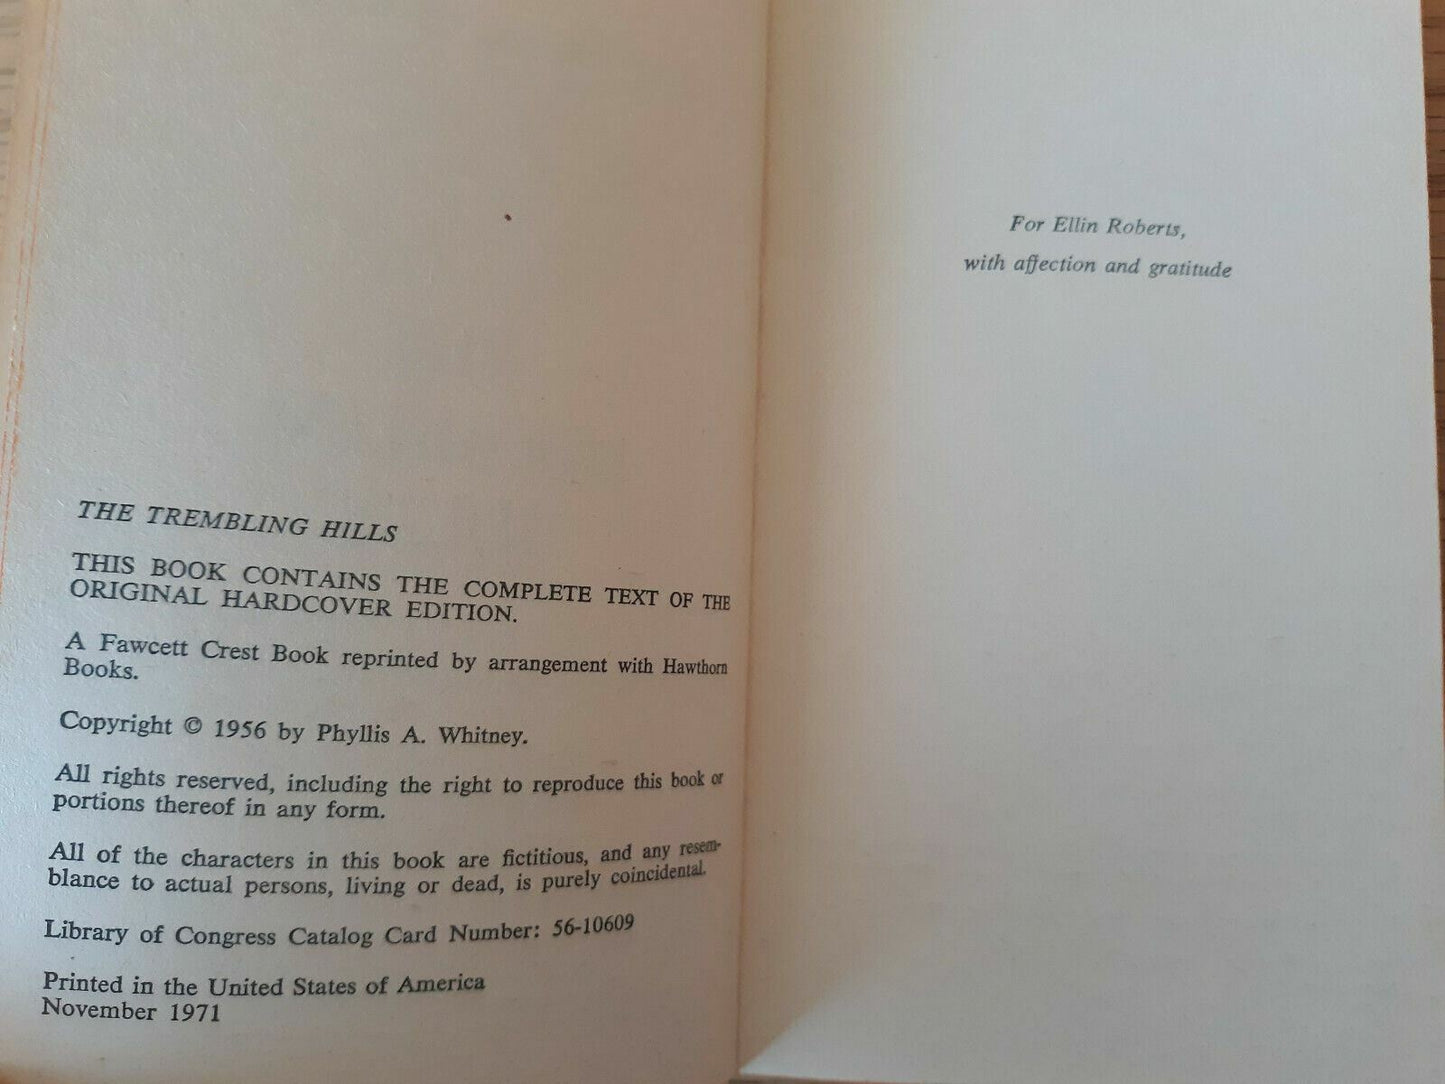 THE TREMBLING HILLS
THIS BOOK CONTAINS THE COMPLETE TEXT OF THE
ORIGINAL HARDCOVER EDITION.
A Fawcett Crest Book reprinted by arrangement with Hawthorn
Books.
Copyright © 1956 by Phyllis A. Whitney.
All rights reserved, including the right to reproduce this book or
portions thereof in any form.
All of the characters in this book are fictitious, and any resem-
blance to actual persons, living or dead, is purely coincidental.
Library of Congress Catalog Card Number: 56-10609
Printed in the United States of America
November 1971
For Ellin Roberts,
with affection and gratitude